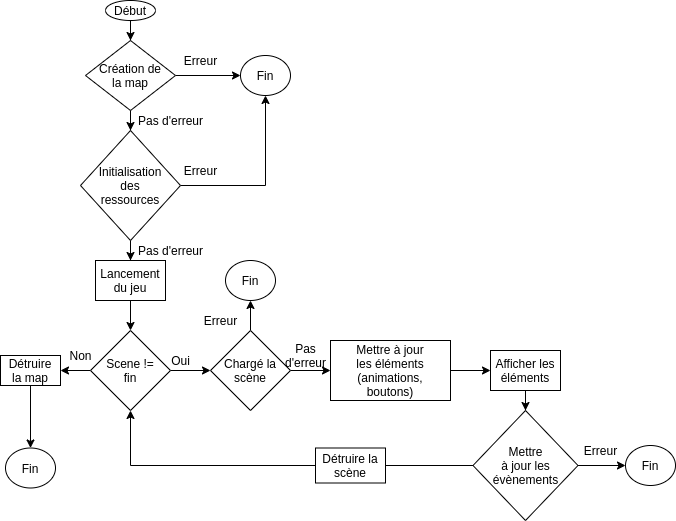 Début
Création de
la map
Erreur
Fin
Pas d'erreur
Initialisation
des
ressources
Erreur
Pas d'erreur
Lancement
du jeu
Fin
Erreur
Détruire
la map
Non
Scene !=
fin
Oui
Chargé la
scène
Pas
d'erreur
Mettre à jour
les éléments
(animations,
boutons)
Afficher les
éléments
Fin
Détruire la
scène
Mettre
à jour les
évènements
Erreur
Fin